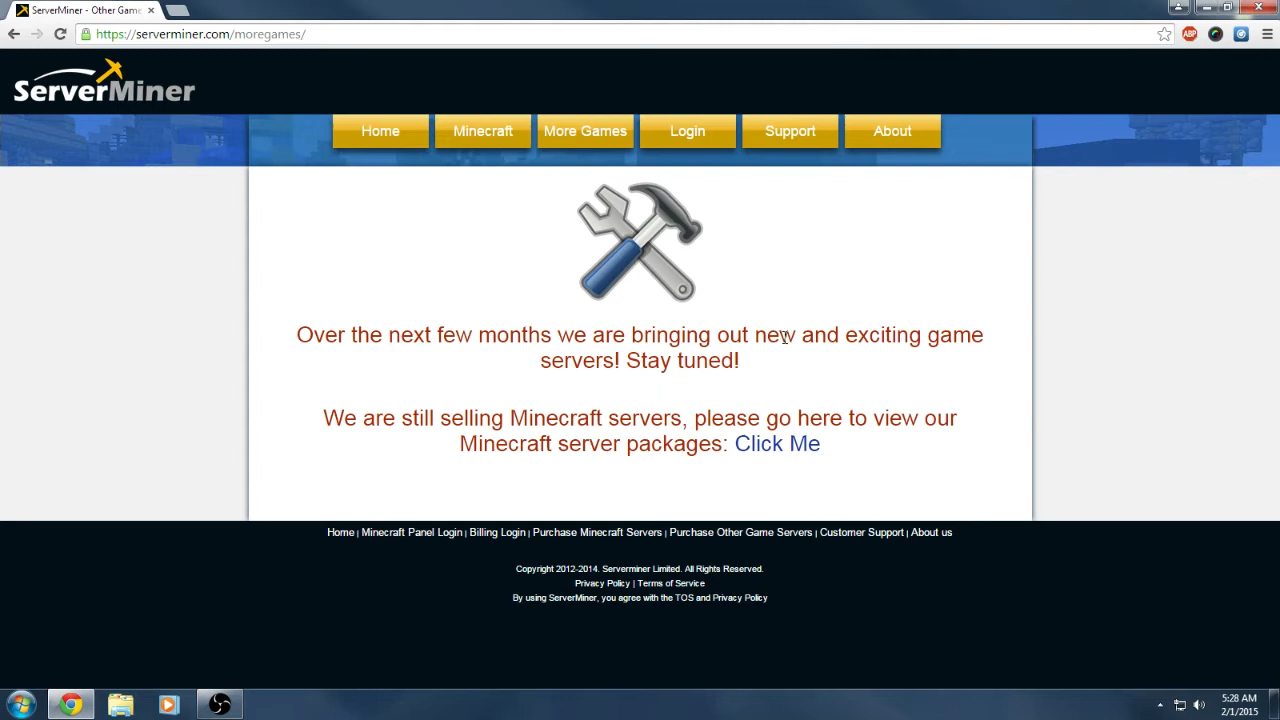 ServerMiner - Other Game
https://serverminer.com/moregames/
ABP
ServerMiner
Home
Minecraft
More Games
Login
Support
About
Over the next few months we are bringing out new and exciting game
servers! Stay tuned!
We are still selling Minecraft servers, please go here to view our
Minecraft server packages: Click Me
Home | Minecraft Panel Login | Billing Login | Purchase Minecraft Servers | Purchase Other Game Servers | Customer Support | About us
Copyright 2012-2014. Serverminer Limited. All Rights Reserved.
Privacy Policy | Terms of Service
By using ServerMiner, you agree with the TOS and Privacy Policy
5:28 AM
2/1/2015